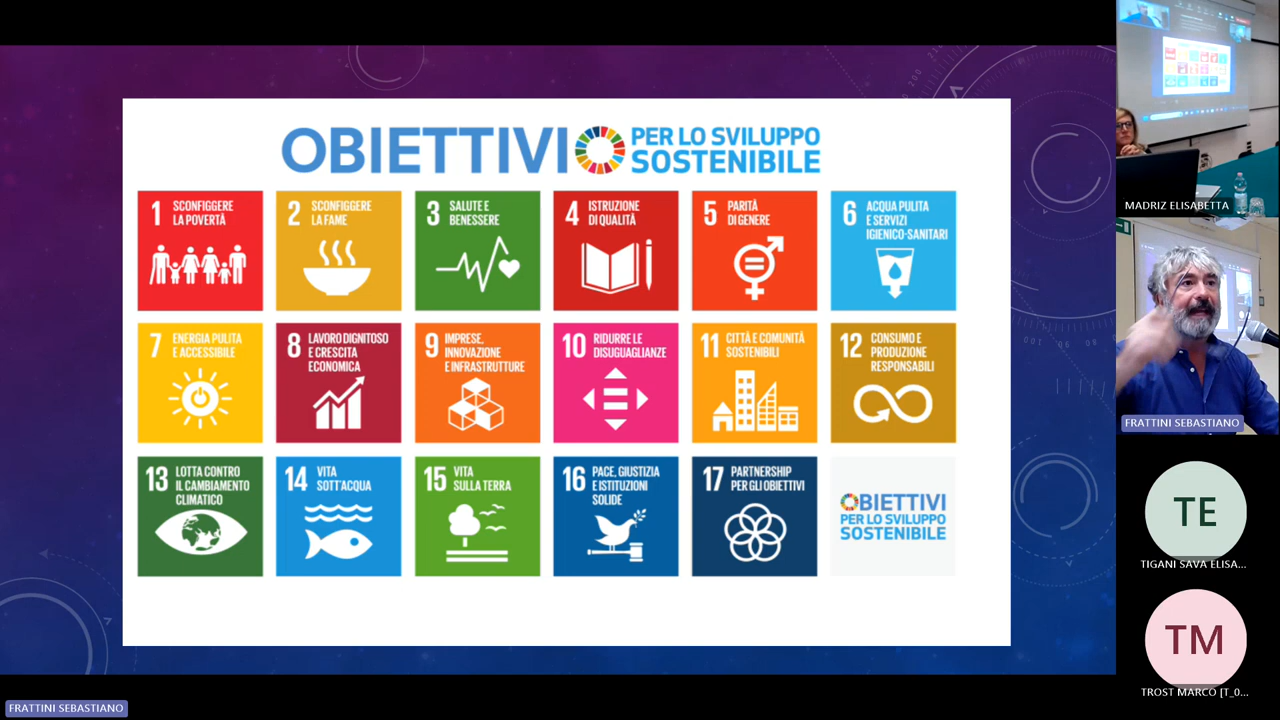 OBIETTIVI PER LO SVILUPPO
SOSTENIBILE
1 SCONFIGGERE
LA POVERTÀ
2 SCONFIGGERE
LA FAME
3 SALUTE E
BENESSERE
4 ISTRUZIONE
DI QUALITÀ
5 PARITÀ
DI GENERE
6 ACQUA PULITA
E SERVIZI
IGIENICO-SANITARI
7 ENERGIA PULITA
E ACCESSIBILE
8 LAVORO DIGNITOSO
E CRESCITA
ECONOMICA
9 IMPRESE,
INNOVAZIONE
E INFRASTRUTTURE
10 RIDURRE LE
DISUGUAGLIANZE
11 CITTÀ E COMUNITÀ
SOSTENIBILI
12 CONSUMO E
PRODUZIONE
RESPONSABILI
13 LOTTA CONTRO
IL CAMBIAMENTO
CLIMATICO
14 VITA
SOTT'ACQUA
15 VITA
SULLA TERRA
16 PACE, GIUSTIZIA
E ISTITUZIONI
SOLIDE
17 PARTNERSHIP
PER GLI OBIETTIVI
OBIETTIVI
PER LO SVILUPPO
SOSTENIBILE
FRATTINI SEBASTIANO
MADRIZ ELISABETTA
FRATTINI SEBASTIANO
TE
TIGANI SAVA ELISA...
TM
TROST MARCO [T_0...